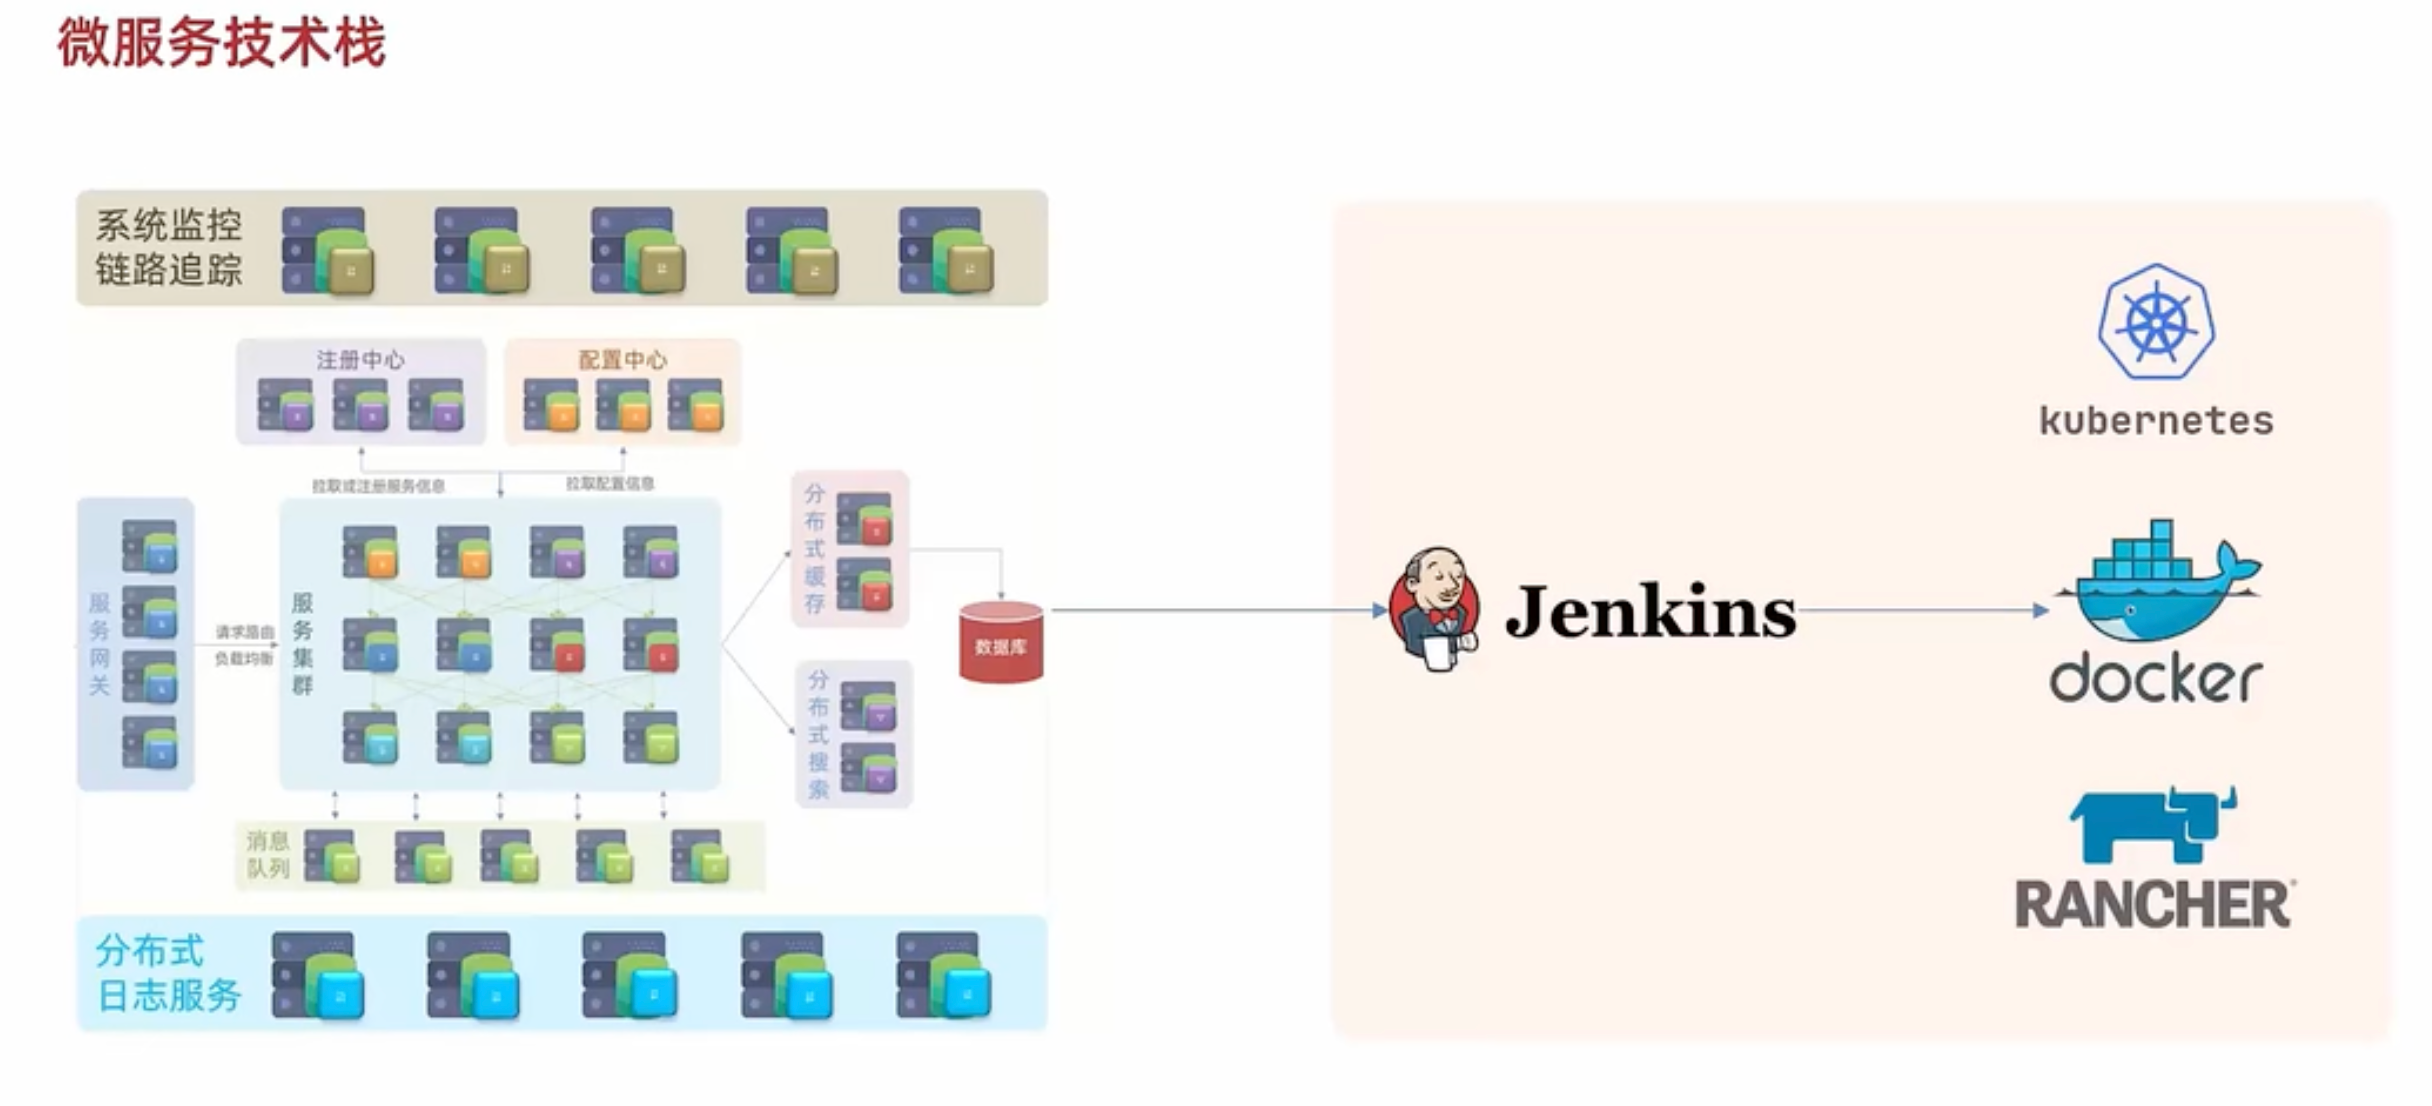 微服务技术栈
系统监控
链路追踪
注册中心
配置中心
拉取或注册服务信息
拉取配置信息
服务网关
请求路由
负载均衡
服务集群
分布式缓存
分布式搜索
数据库
消息
队列
分布式
日志服务
Jenkins
kubernetes
docker
RANCHER